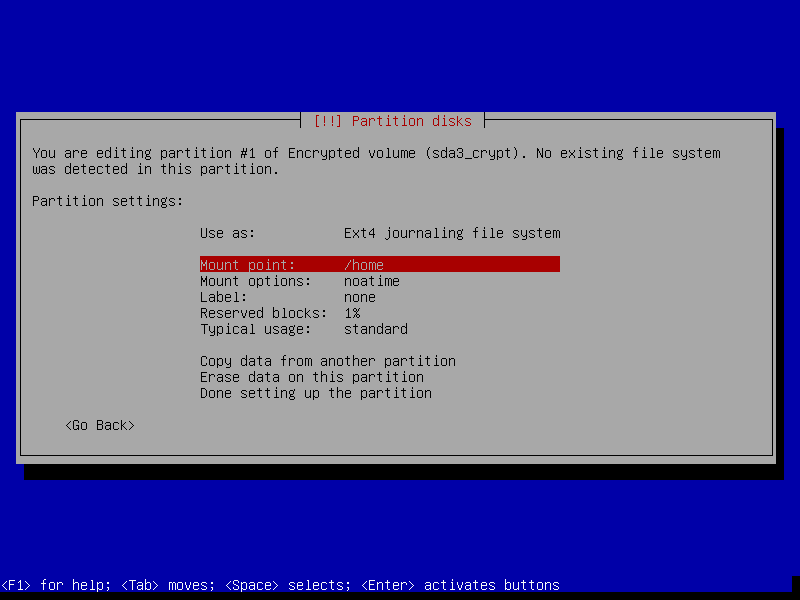 [!!] Partition disks
You are editing partition #1 of Encrypted volume (sda3_crypt). No existing file system
was detected in this partition.
Partition settings:
Use as: Ext4 journaling file system
Mount point: /home
Mount options: noatime
Label: none
Reserved blocks: 1%
Typical usage: standard
Copy data from another partition
Erase data on this partition
Done setting up the partition
<Go Back>
<F1> for help; <Tab> moves; <Space> selects; <Enter> activates buttons